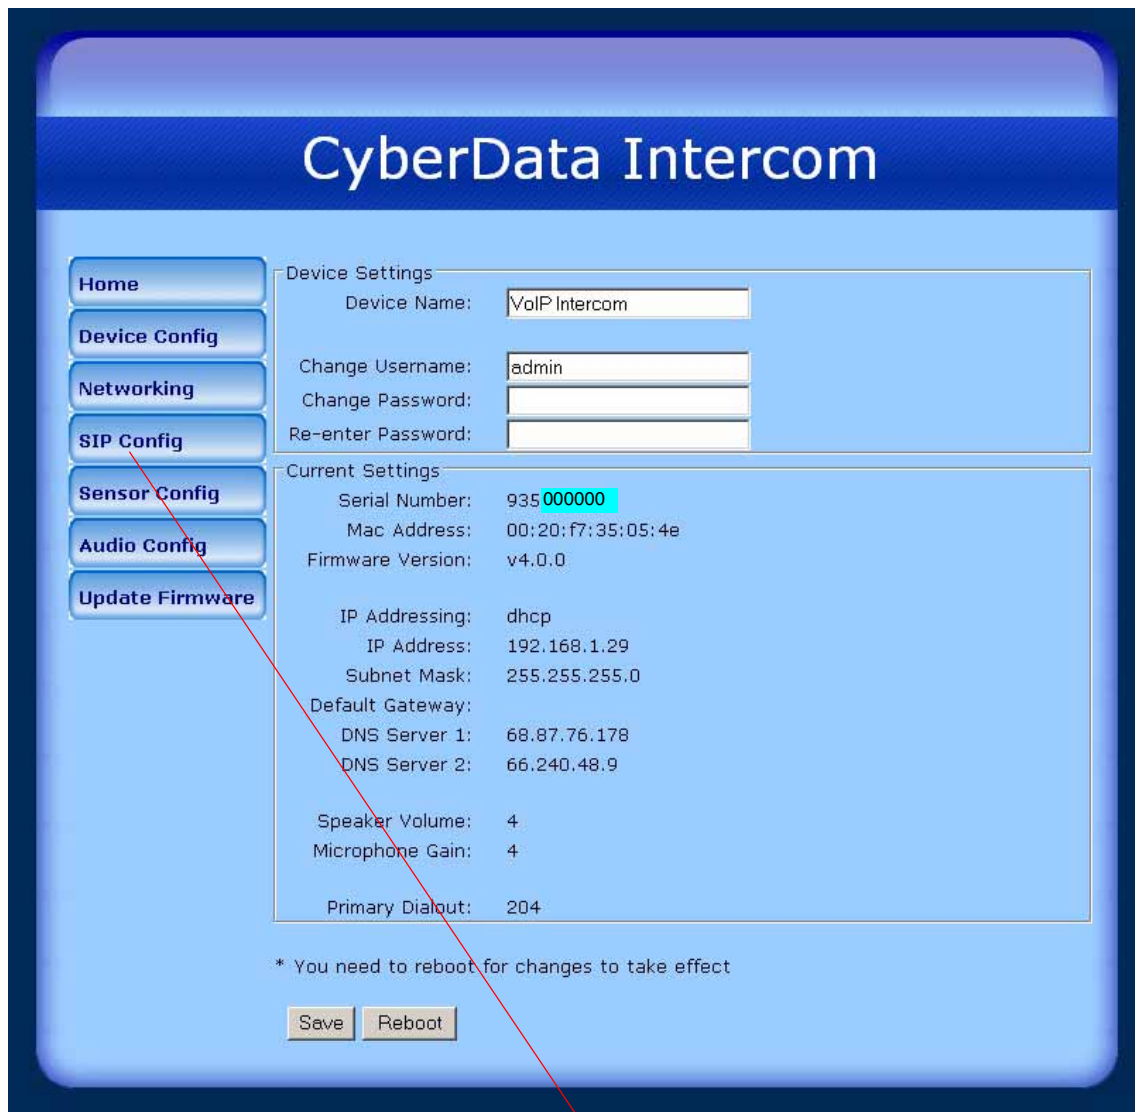 CyberData Intercom
Home
Device Config
Networking
SIP Config
Sensor Config
Audio Config
Update Firmware
Device Settings
Device Name: VoIP Intercom
Change Username: admin
Change Password:
Re-enter Password:
Current Settings
Serial Number: 935000000
Mac Address: 00:20:f7:35:05:4e
Firmware Version: v4.0.0
IP Addressing: dhcp
IP Address: 192.168.1.29
Subnet Mask: 255.255.255.0
Default Gateway:
DNS Server 1: 68.87.76.178
DNS Server 2: 66.240.48.9
Speaker Volume: 4
Microphone Gain: 4
Primary Dialout: 204
* You need to reboot for changes to take effect
Save Reboot